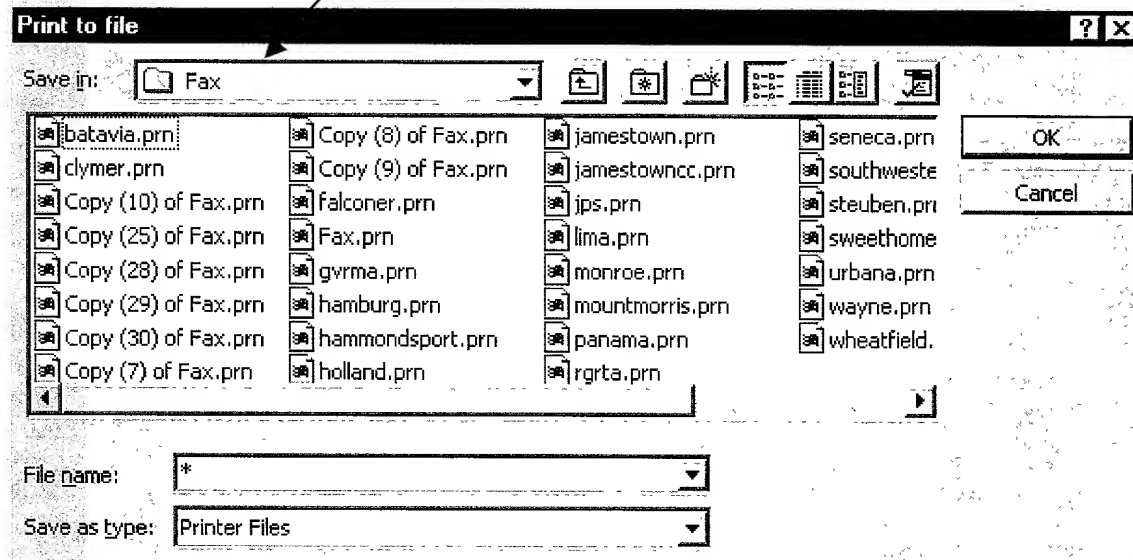 Print to file
Save in: Fax
batavia.prn
clymer.prn
Copy (10) of Fax.prn
Copy (25) of Fax.prn
Copy (28) of Fax.prn
Copy (29) of Fax.prn
Copy (30) of Fax.prn
Copy (7) of Fax.prn
Copy (8) of Fax.prn
Copy (9) of Fax.prn
falconer.prn
Fax.prn
gvrma.prn
hamburg.prn
hammondsport.prn
holland.prn
jamestown.prn
jamestowncc.prn
jps.prn
lima.prn
monroe.prn
mountmorris.prn
panama.prn
rgrta.prn
seneca.prn
southweste
steuben.prn
sweethome
urbana.prn
wayne.prn
wheatfield.
OK
Cancel
File name: *
Save as type: Printer Files